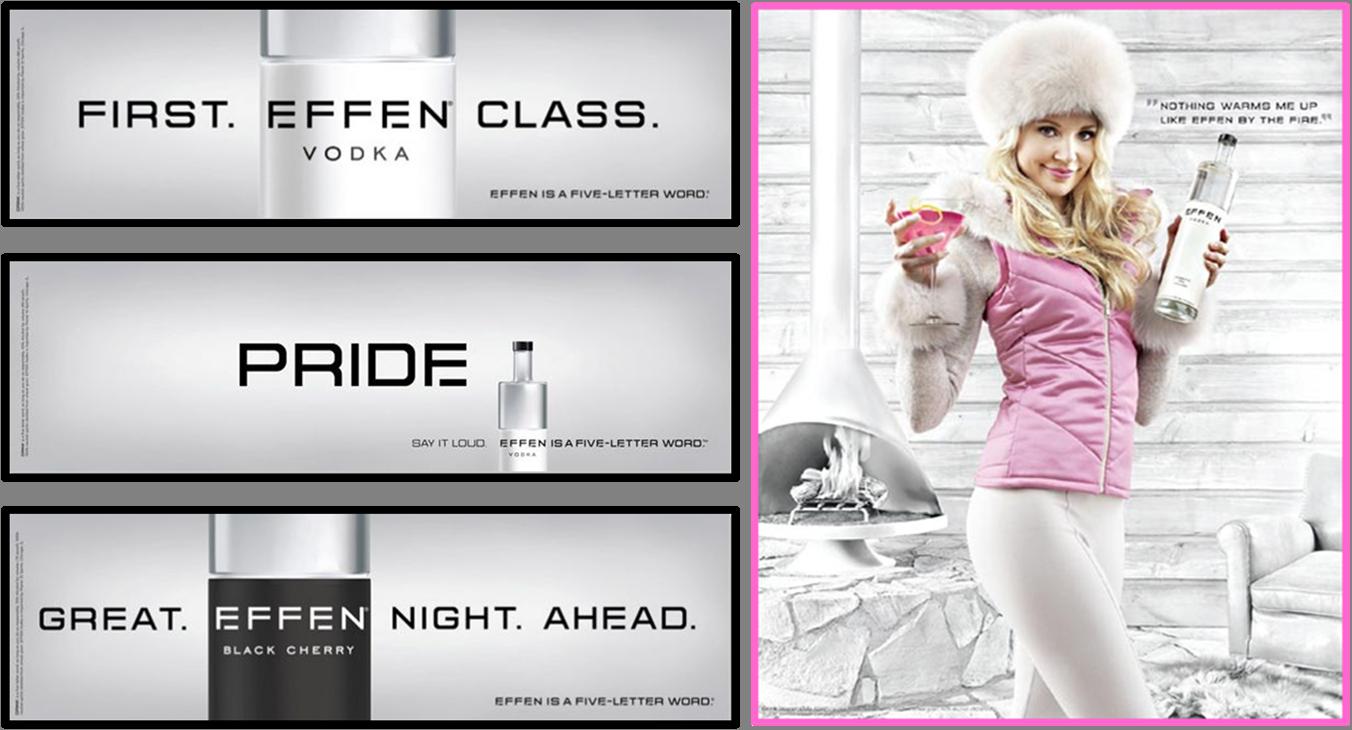 FIRST. EFFEN® CLASS.
VODKA
EFFEN IS A FIVE-LETTER WORD.
PRIDE
SAY IT LOUD. EFFEN IS A FIVE-LETTER WORD.
VODKA
GREAT. EFFEN® NIGHT. AHEAD.
BLACK CHERRY
EFFEN IS A FIVE-LETTER WORD.
"NOTHING WARMS ME UP
LIKE EFFEN BY THE FIRE."
EFFEN
VODKA